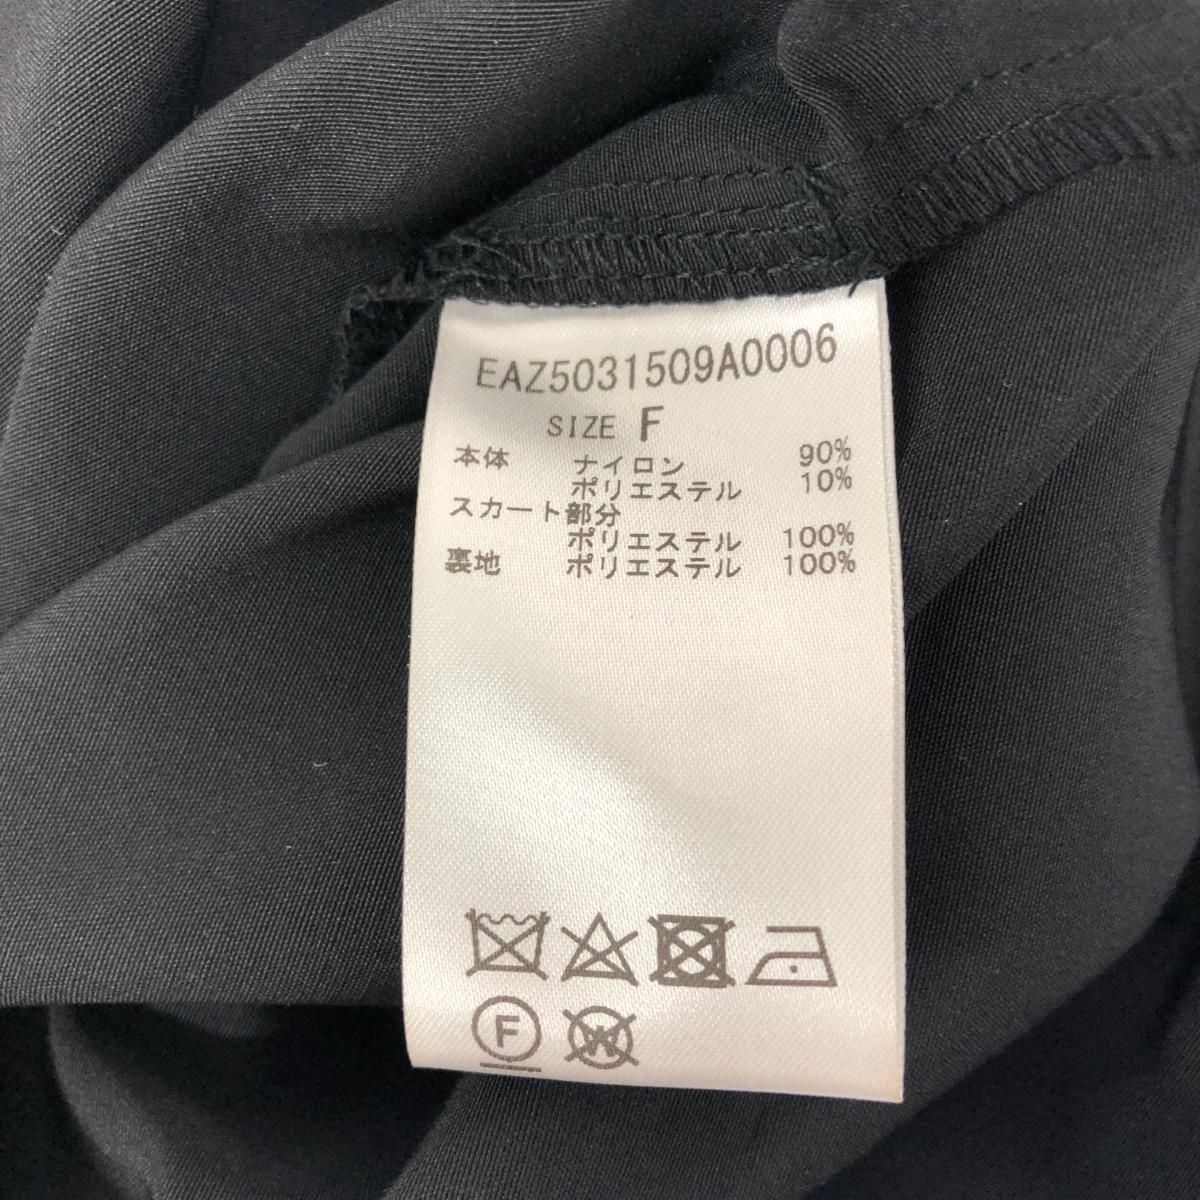 EAZ5031509A0006
SIZE F
本体 ナイロン 90%
ポリエステル 10%
スカート部分
ポリエステル 100%
裏地 ポリエステル 100%
F W